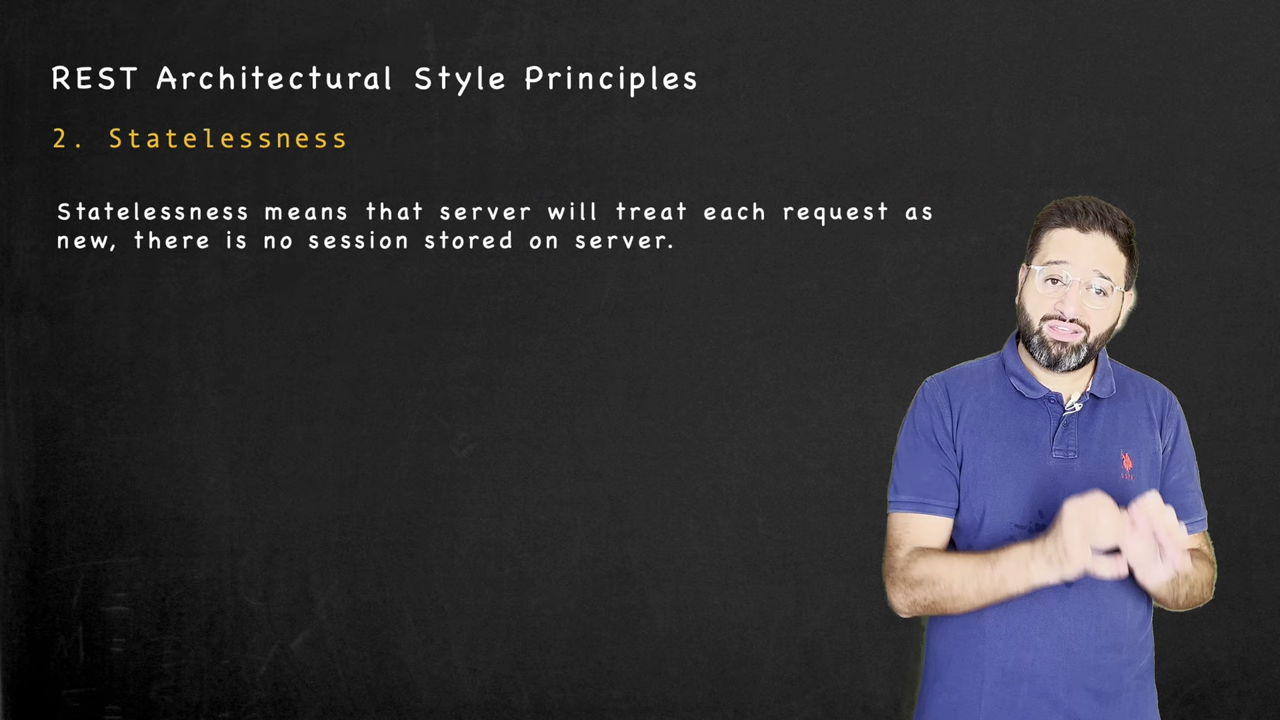 REST Architectural Style Principles
2. Statelessness
Statelessness means that server will treat each request as
new, there is no session stored on server.